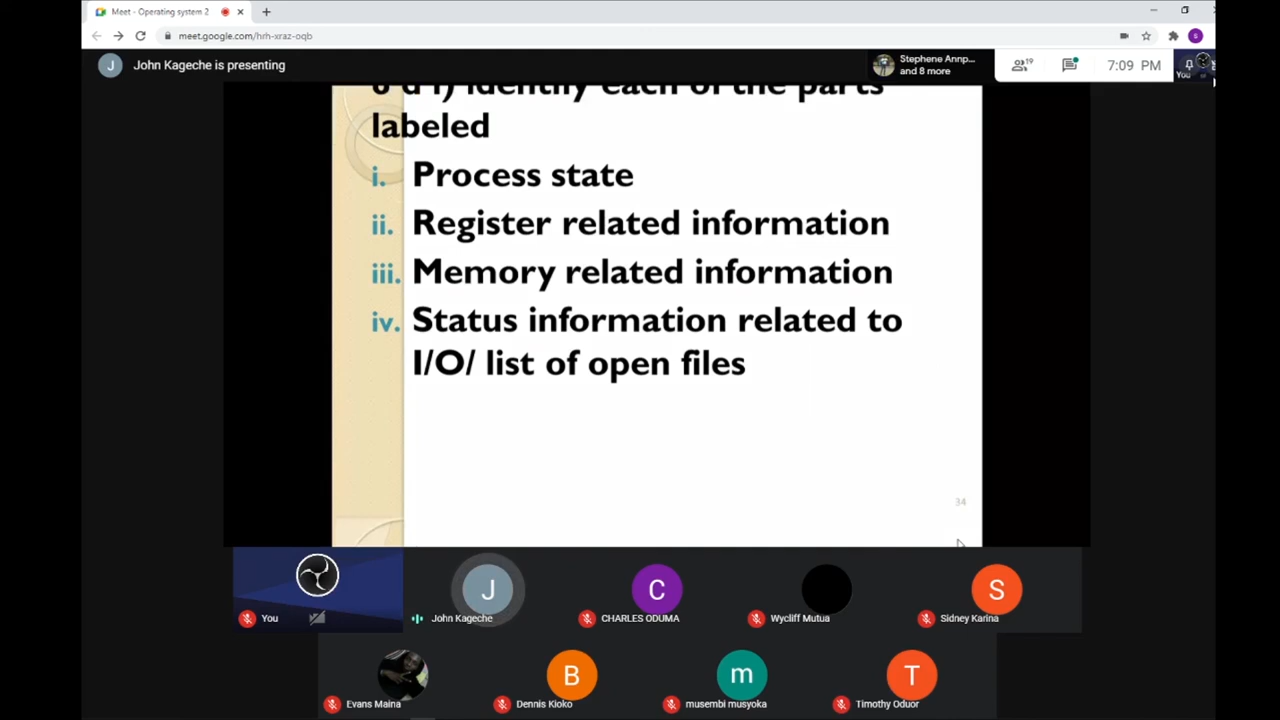 Meet - Operating system 2
meet.google.com/hrh-xraz-oqb
J John Kageche is presenting
Stephene Annp...
and 8 more
19
7:09 PM
You
labeled
i. Process state
ii. Register related information
iii. Memory related information
iv. Status information related to
I/O/ list of open files
34
You
J
John Kageche
C
CHARLES ODUMA
Wycliff Mutua
S
Sidney Karina
Evans Maina
B
Dennis Kioko
m
musembi musyoka
T
Timothy Oduor